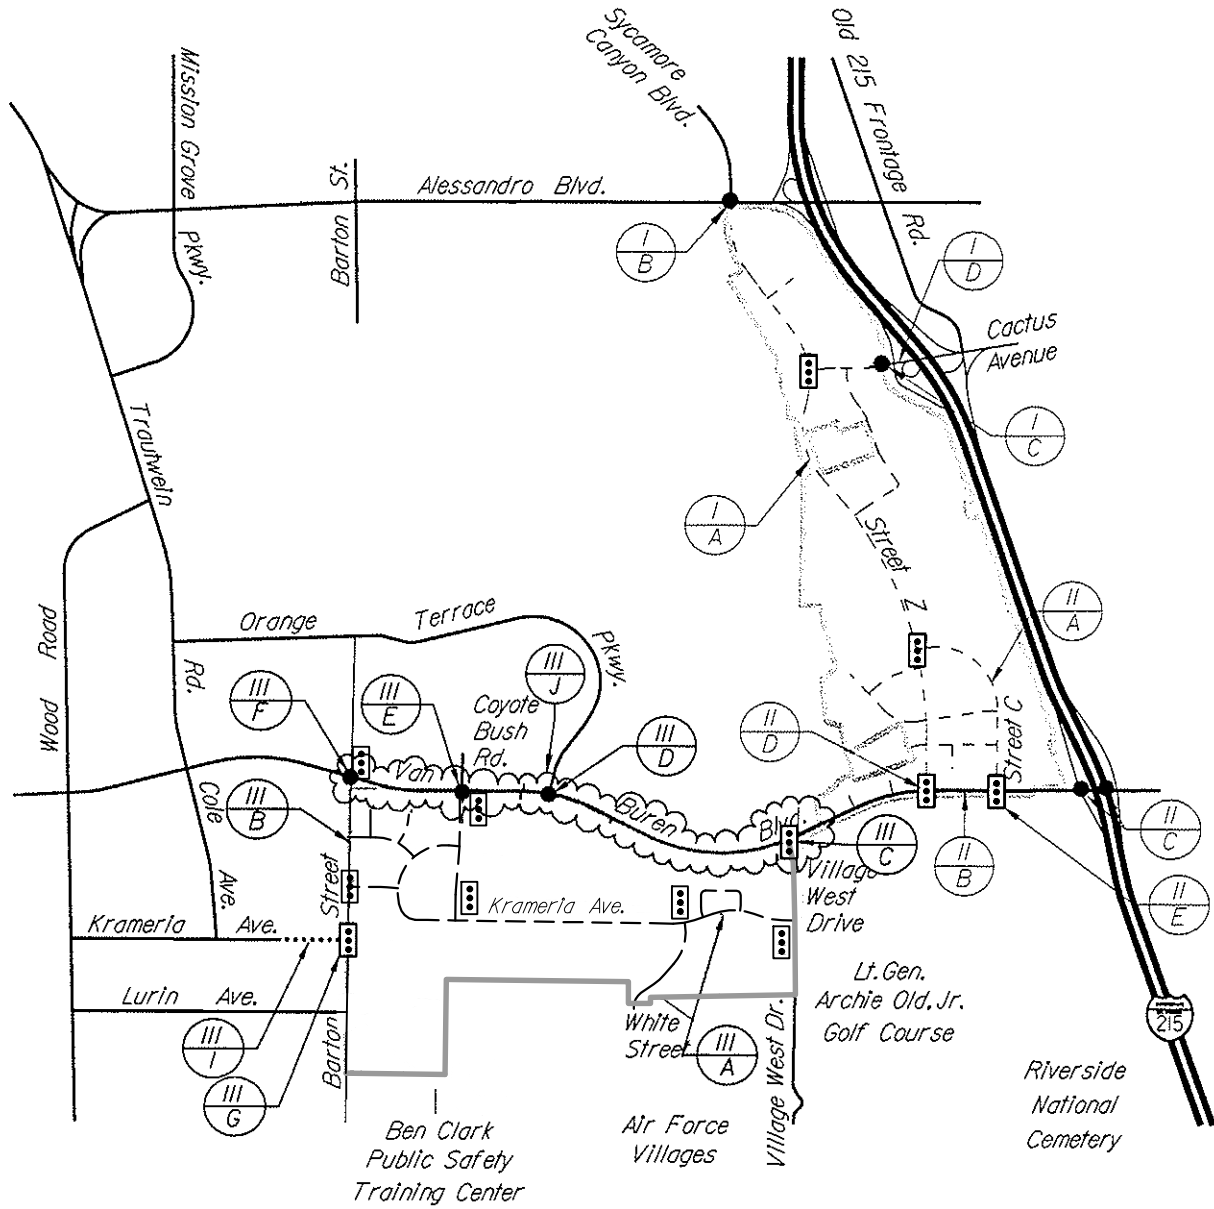 Sycamore
Canyon Blvd.
Old 215 Frontage
Rd.
Mission Grove
Pkwy.
Barton St.
Alessandro Blvd.
I
B
I
D
Cactus
Avenue
I
C
Trautwein
Rd.
I
A
Street Z
II
A
Wood Road
Orange Terrace
Pkwy.
III
F
III
E
III
J
Coyote
Bush
Rd.
III
D
II
D
Street C
Van Buren Blvd.
Cole
Ave.
III
B
III
C
II
B
II
C
II
E
Village
West
Drive
Street
Krameria Ave.
Krameria Ave.
Lurin Ave.
Barton
III
I
III
G
White
Street
III
A
Village West Dr.
Lt. Gen.
Archie Old, Jr.
Golf Course
215
Riverside
National
Cemetery
Ben Clark
Public Safety
Training Center
Air Force
Villages